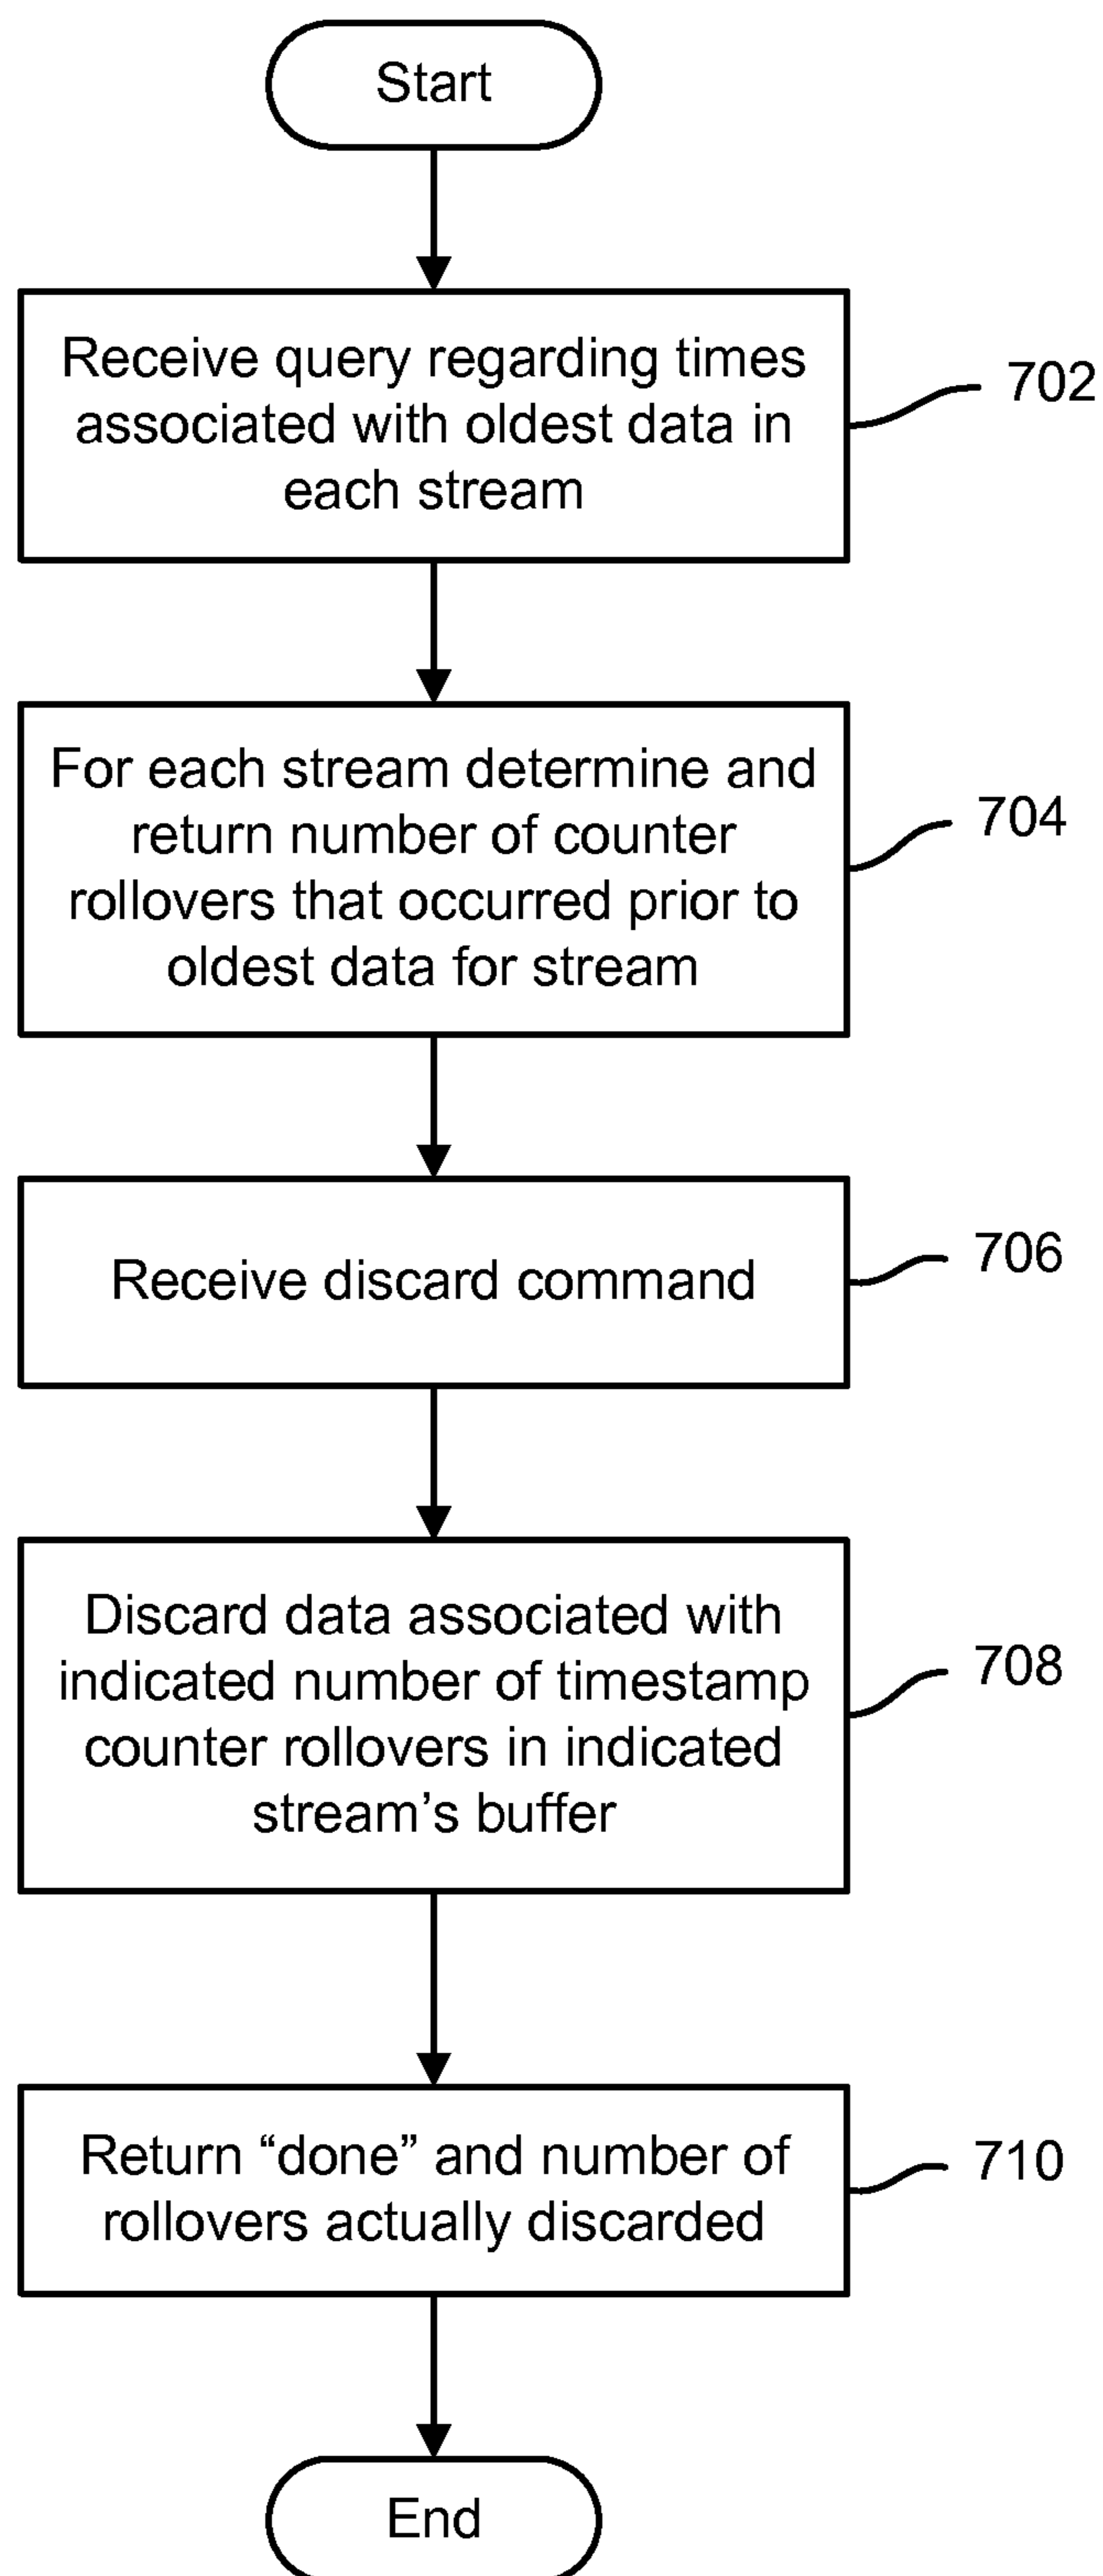 Start
Receive query regarding times
associated with oldest data in
each stream
702
For each stream determine and
return number of counter
rollovers that occurred prior to
oldest data for stream
704
Receive discard command
706
Discard data associated with
indicated number of timestamp
counter rollovers in indicated
stream’s buffer
708
Return “done” and number of
rollovers actually discarded
710
End